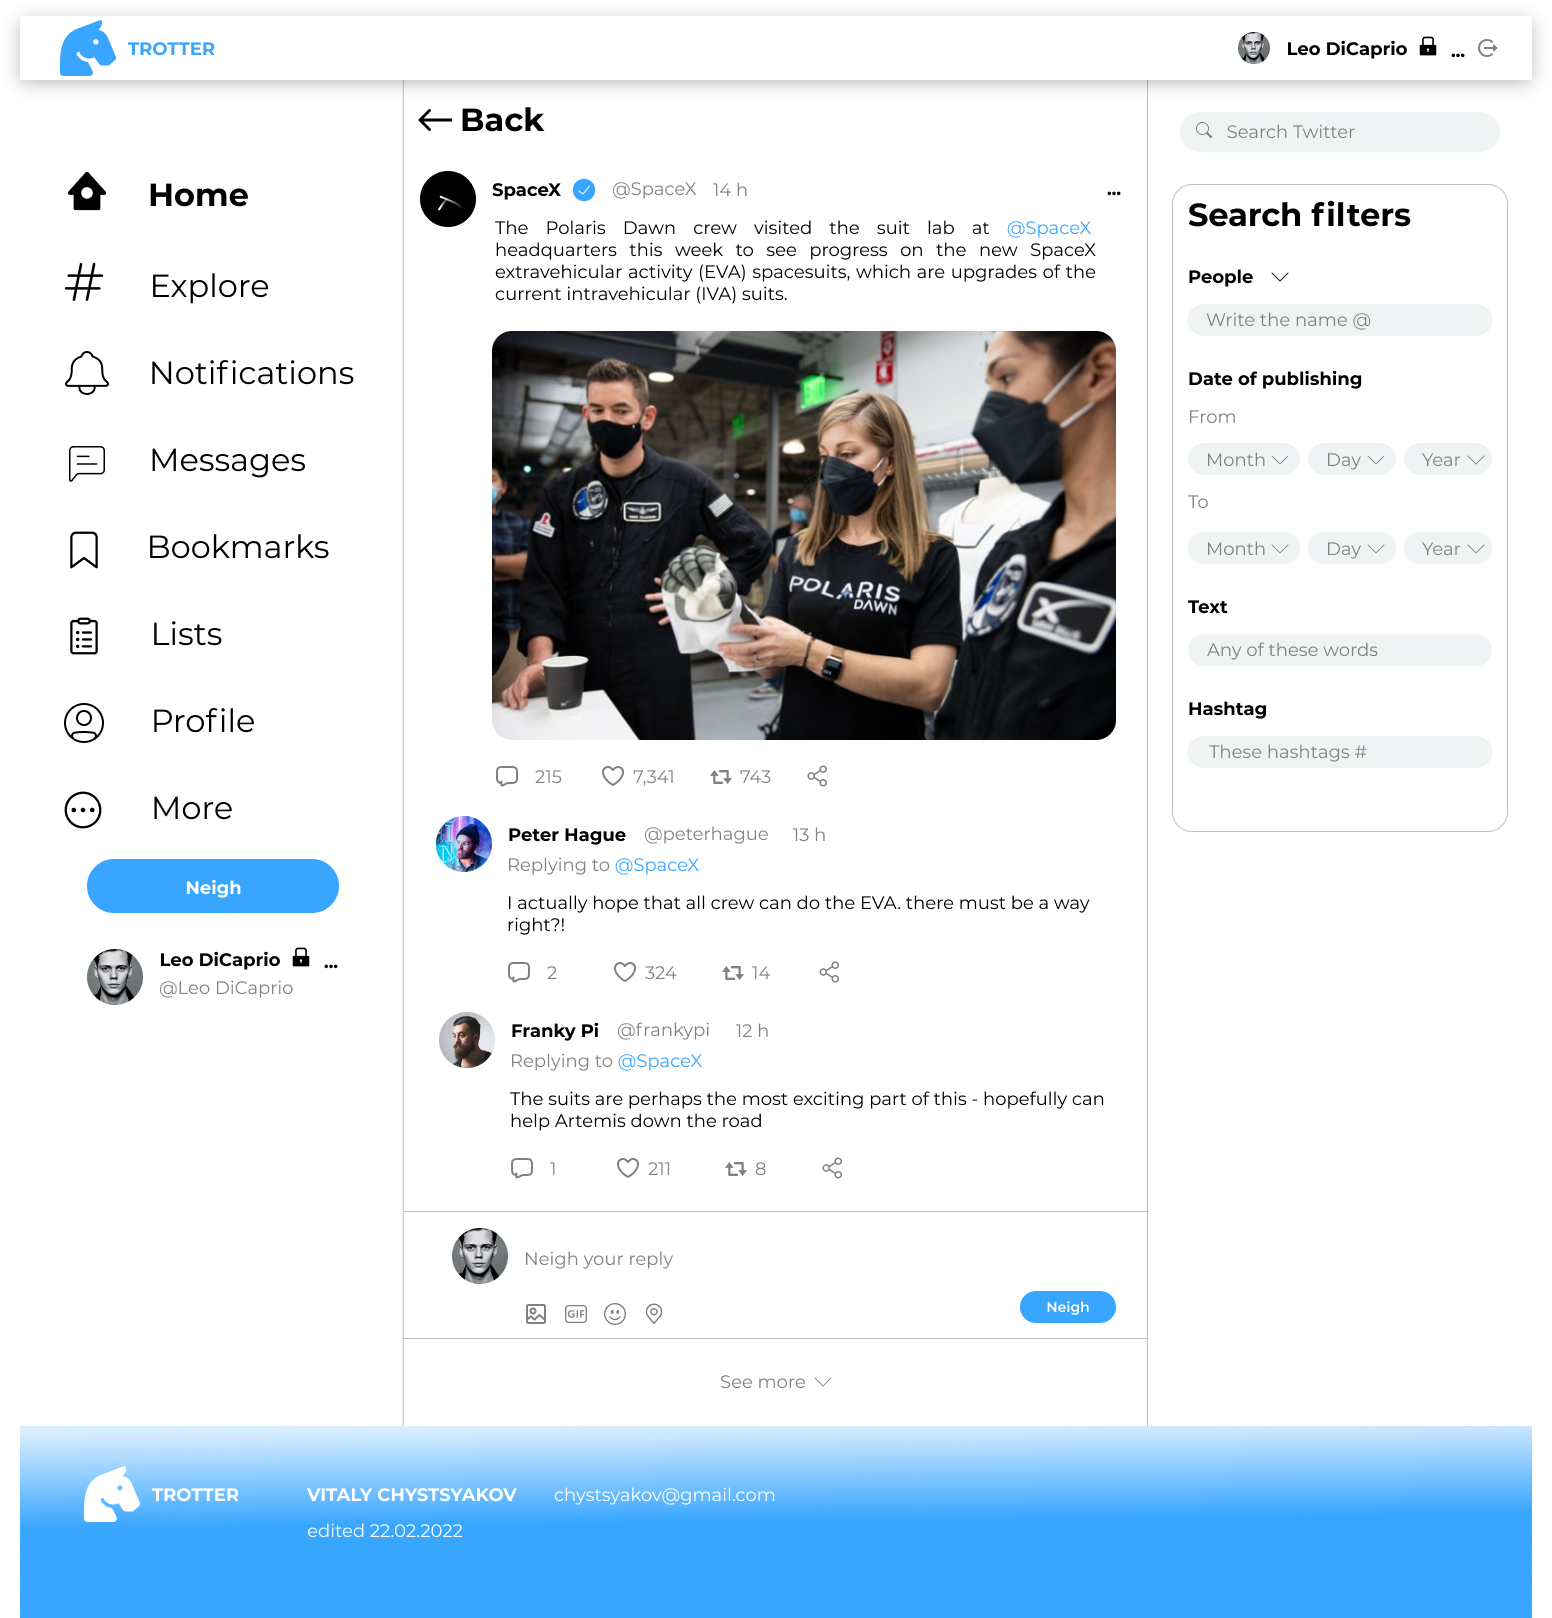 TROTTER
Leo DiCaprio ...
Home
Explore
Notifications
Messages
Bookmarks
Lists
Profile
More
Neigh
Leo DiCaprio ...
@Leo DiCaprio
Back
SpaceX @SpaceX 14 h ...
The Polaris Dawn crew visited the suit lab at @SpaceX
headquarters this week to see progress on the new SpaceX
extravehicular activity (EVA) spacesuits, which are upgrades of the
current intravehicular (IVA) suits.
POLARIS
DAWN
215 7,341 743
Peter Hague @peterhague 13 h
Replying to @SpaceX
I actually hope that all crew can do the EVA. there must be a way
right?!
2 324 14
Franky Pi @frankypi 12 h
Replying to @SpaceX
The suits are perhaps the most exciting part of this - hopefully can
help Artemis down the road
1 211 8
Neigh your reply
GIF
Neigh
See more
Search Twitter
Search filters
People
Write the name @
Date of publishing
From
Month Day Year
To
Month Day Year
Text
Any of these words
Hashtag
These hashtags #
TROTTER
VITALY CHYSTSYAKOV chystsyakov@gmail.com
edited 22.02.2022